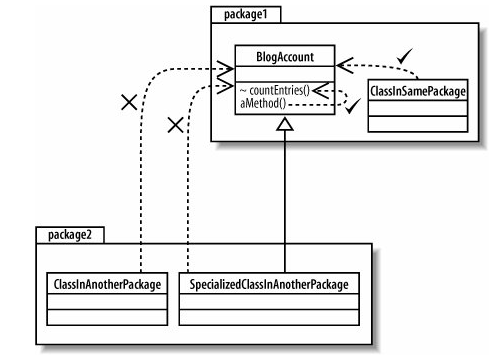 package1
BlogAccount
~ countEntries()
aMethod()
ClassInSamePackage
package2
ClassInAnotherPackage
SpecializedClassInAnotherPackage